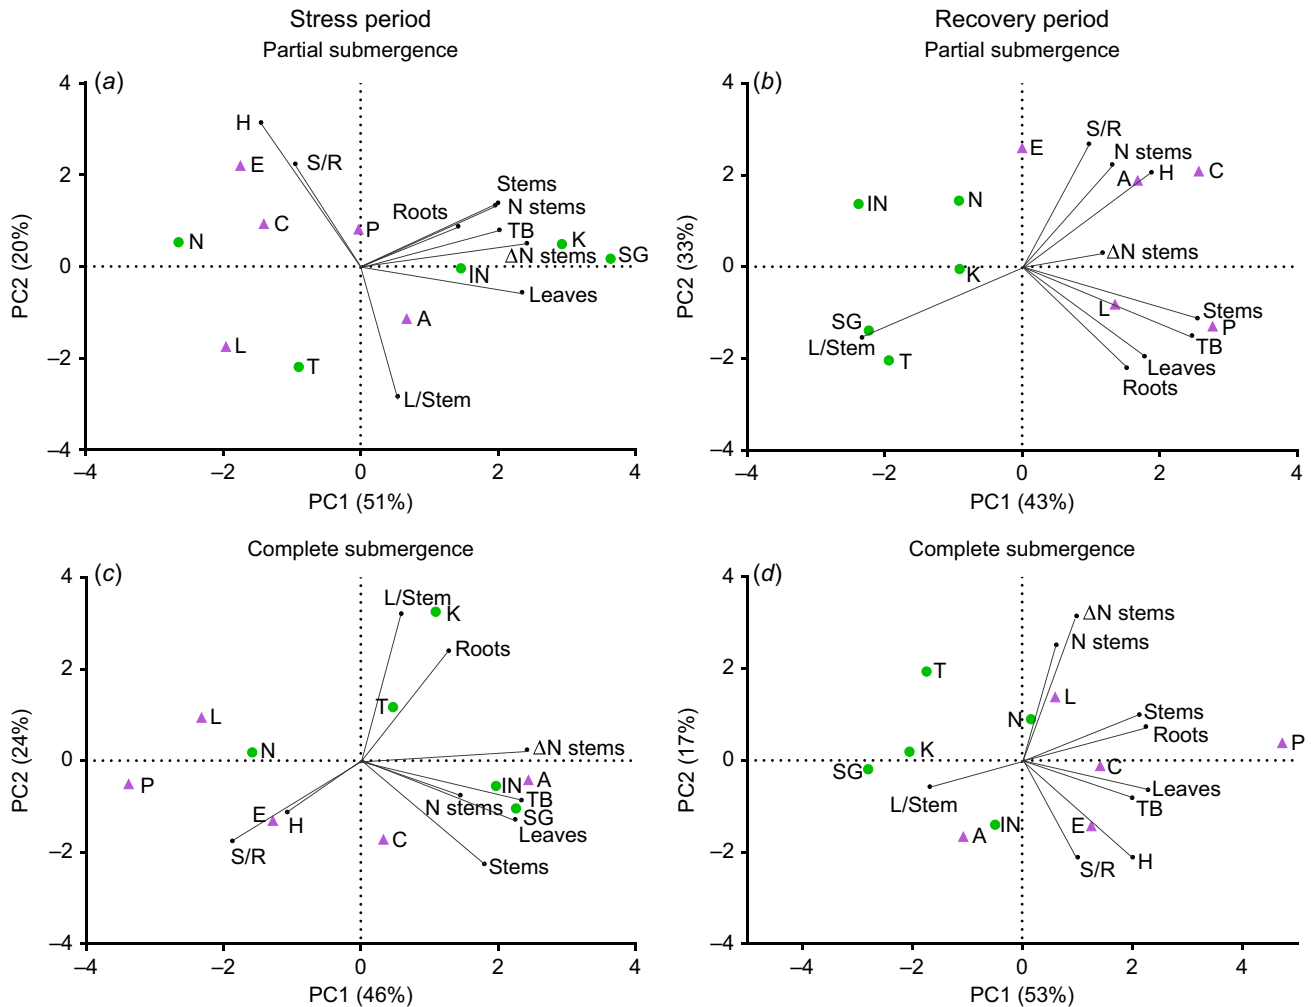 Stress period
Partial submergence
(a)
4
2
0
–2
–4
PC2 (20%)
H
E
S/R
C
P
N
Roots
Stems
N stems
TB
K
ΔN stems
SG
IN
Leaves
A
L
T
L/Stem
–4
–2
0
2
4
PC1 (51%)
Recovery period
Partial submergence
(b)
4
2
0
–2
–4
PC2 (33%)
S/R
E
N stems
A
H
C
IN
N
ΔN stems
K
L
Stems
P
SG
L/Stem
TB
T
Leaves
Roots
–4
–2
0
2
4
PC1 (43%)
Complete submergence
(c)
4
2
0
–2
–4
PC2 (24%)
L/Stem
K
Roots
T
L
N
ΔN stems
P
IN
A
N stems
TB
SG
E
H
Leaves
S/R
C
Stems
–4
–2
0
2
4
PC1 (46%)
Complete submergence
(d)
4
2
0
–2
–4
PC2 (17%)
ΔN stems
N stems
T
L
N
Stems
Roots
K
P
SG
C
L/Stem
Leaves
TB
A
IN
E
S/R
H
–4
–2
0
2
4
PC1 (53%)